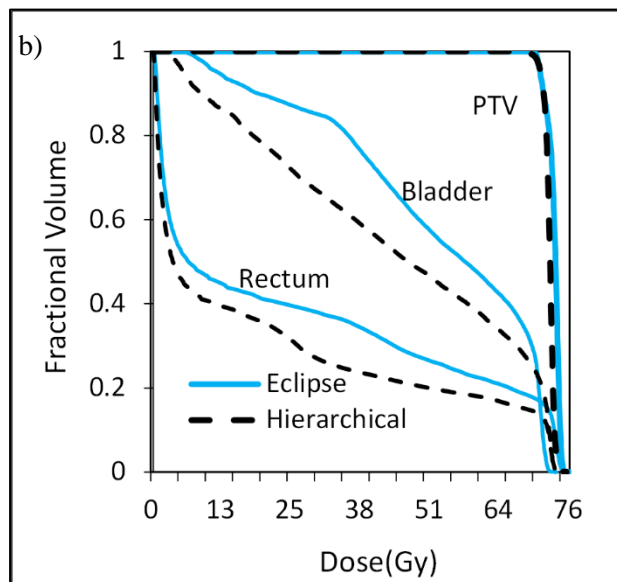 b)
1
0.8
0.6
0.4
0.2
0
Fractional Volume
PTV
Bladder
Rectum
Eclipse
Hierarchical
0 13 25 38 51 64 76
Dose(Gy)